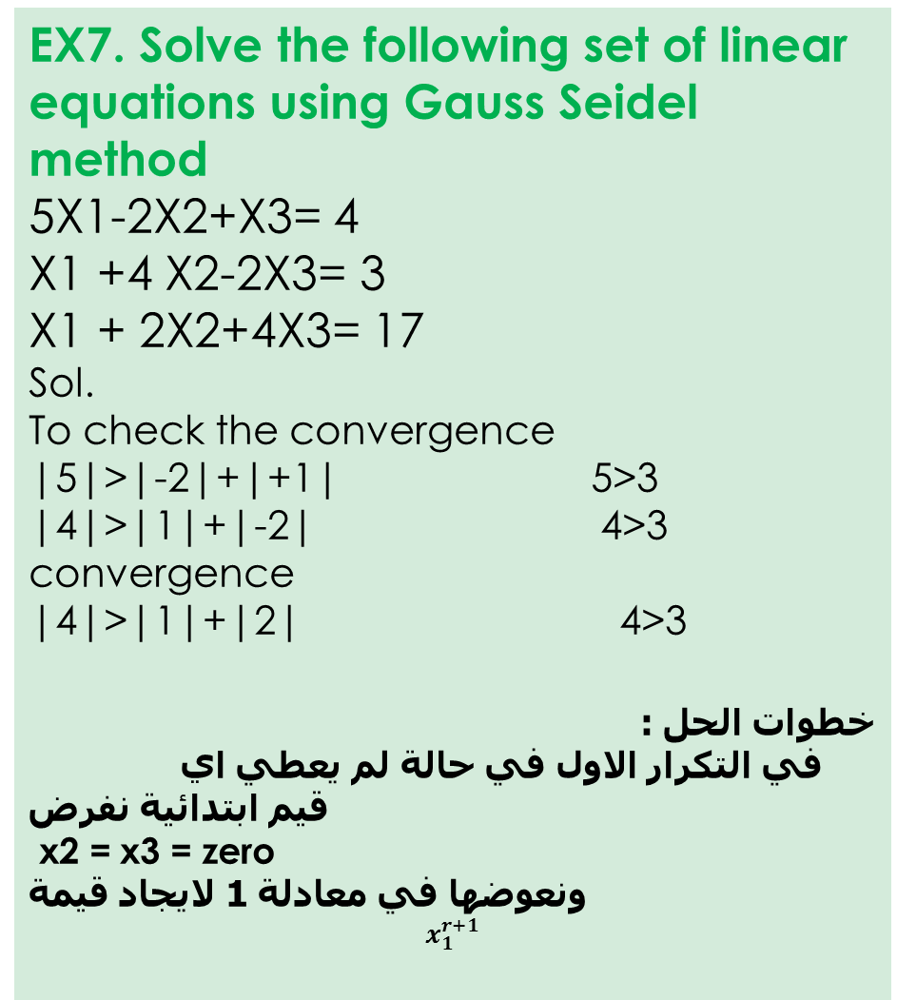 EX7. Solve the following set of linear
equations using Gauss Seidel
method
5X1-2X2+X3= 4
X1 +4 X2-2X3= 3
X1 + 2X2+4X3= 17
Sol.
To check the convergence
|5|>|-2|+|+1| 5>3
|4|>|1|+|-2| 4>3
convergence
|4|>|1|+|2| 4>3
خطوات الحل :
في التكرار الاول في حالة لم يعطي اي
قيم ابتدائية نفرض
x2 = x3 = zero
ونعوضها في معادلة 1 لايجاد قيمة
$x_1^{r+1}$